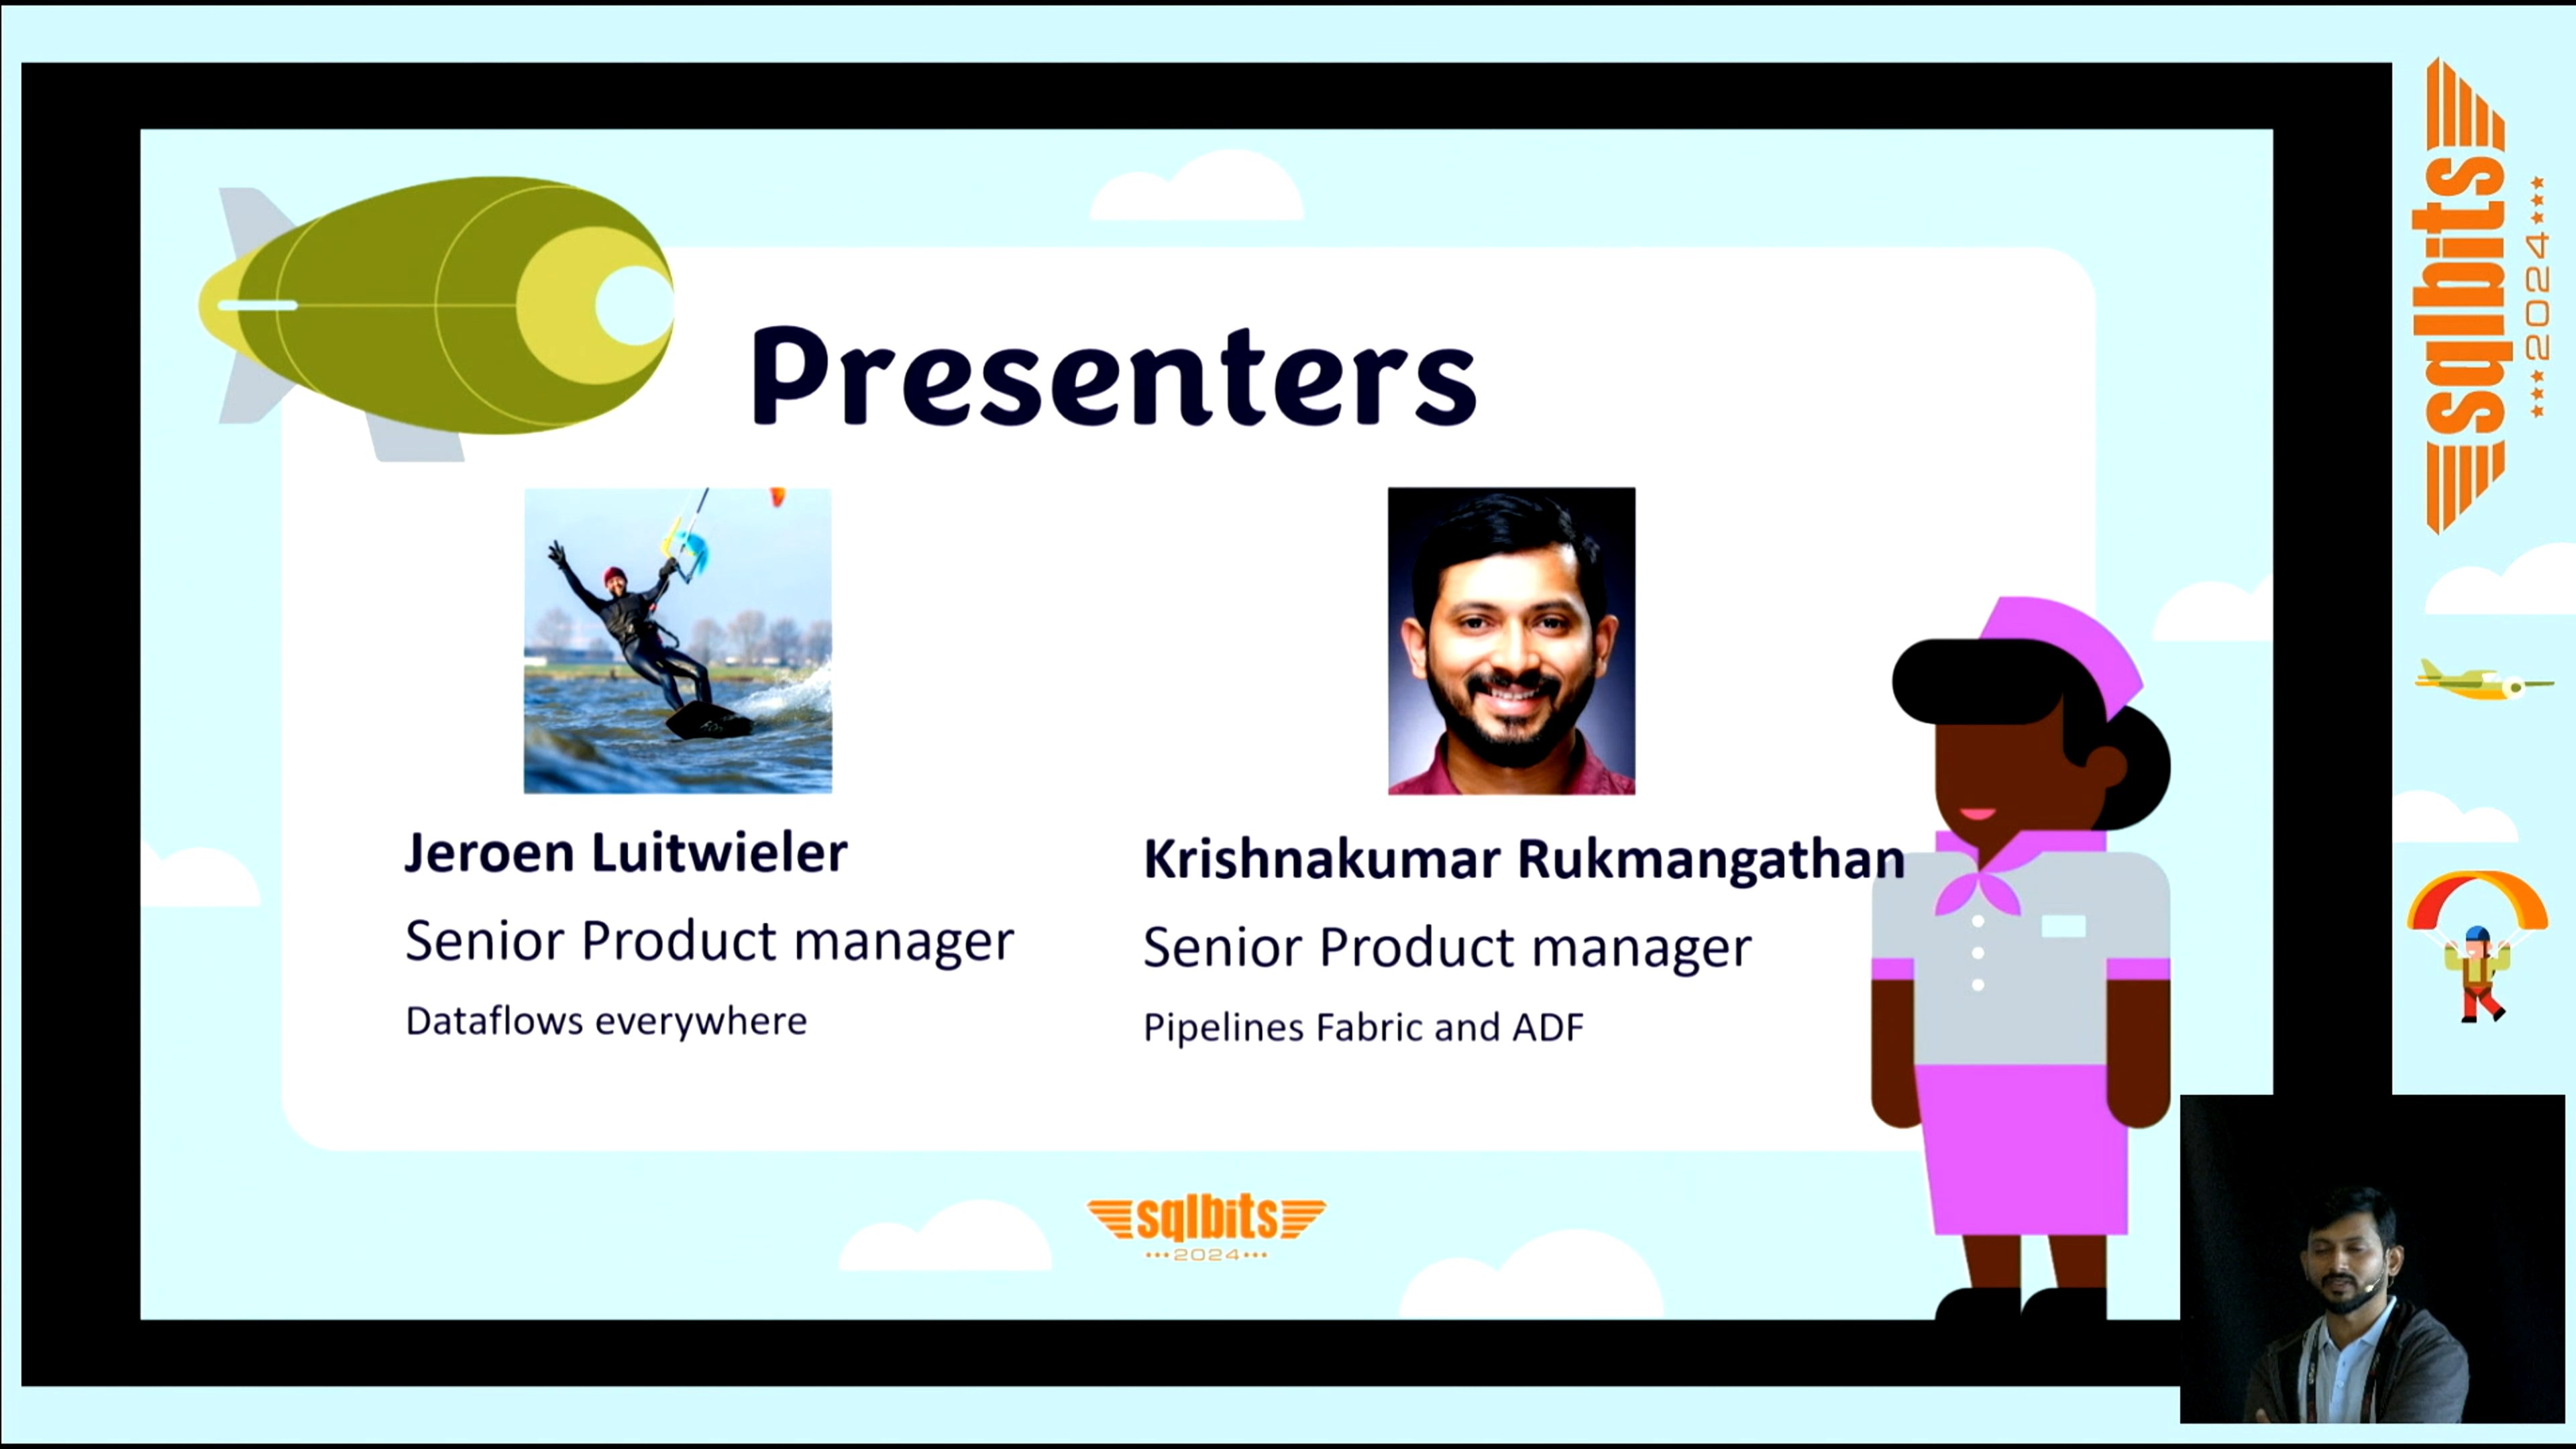 Presenters
Jeroen Luitwieler
Senior Product manager
Dataflows everywhere
Krishnakumar Rukmangathan
Senior Product manager
Pipelines Fabric and ADF
sqlbits
2024
sqlbits
2024